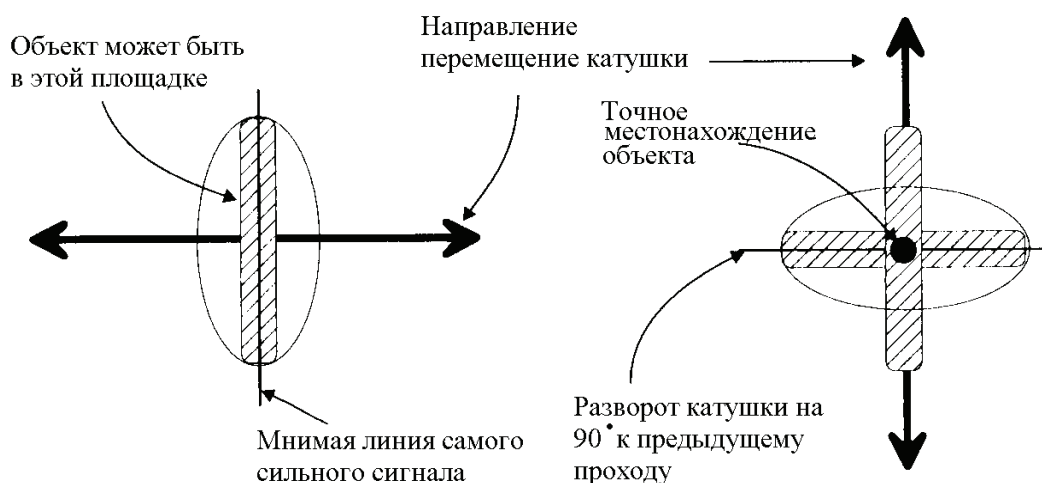 Объект может быть
в этой площадке
Направление
перемещение катушки
Точное
местонахождение
объекта
Мнимая линия самого
сильного сигнала
Разворот катушки на
90° к предыдущему
проходу